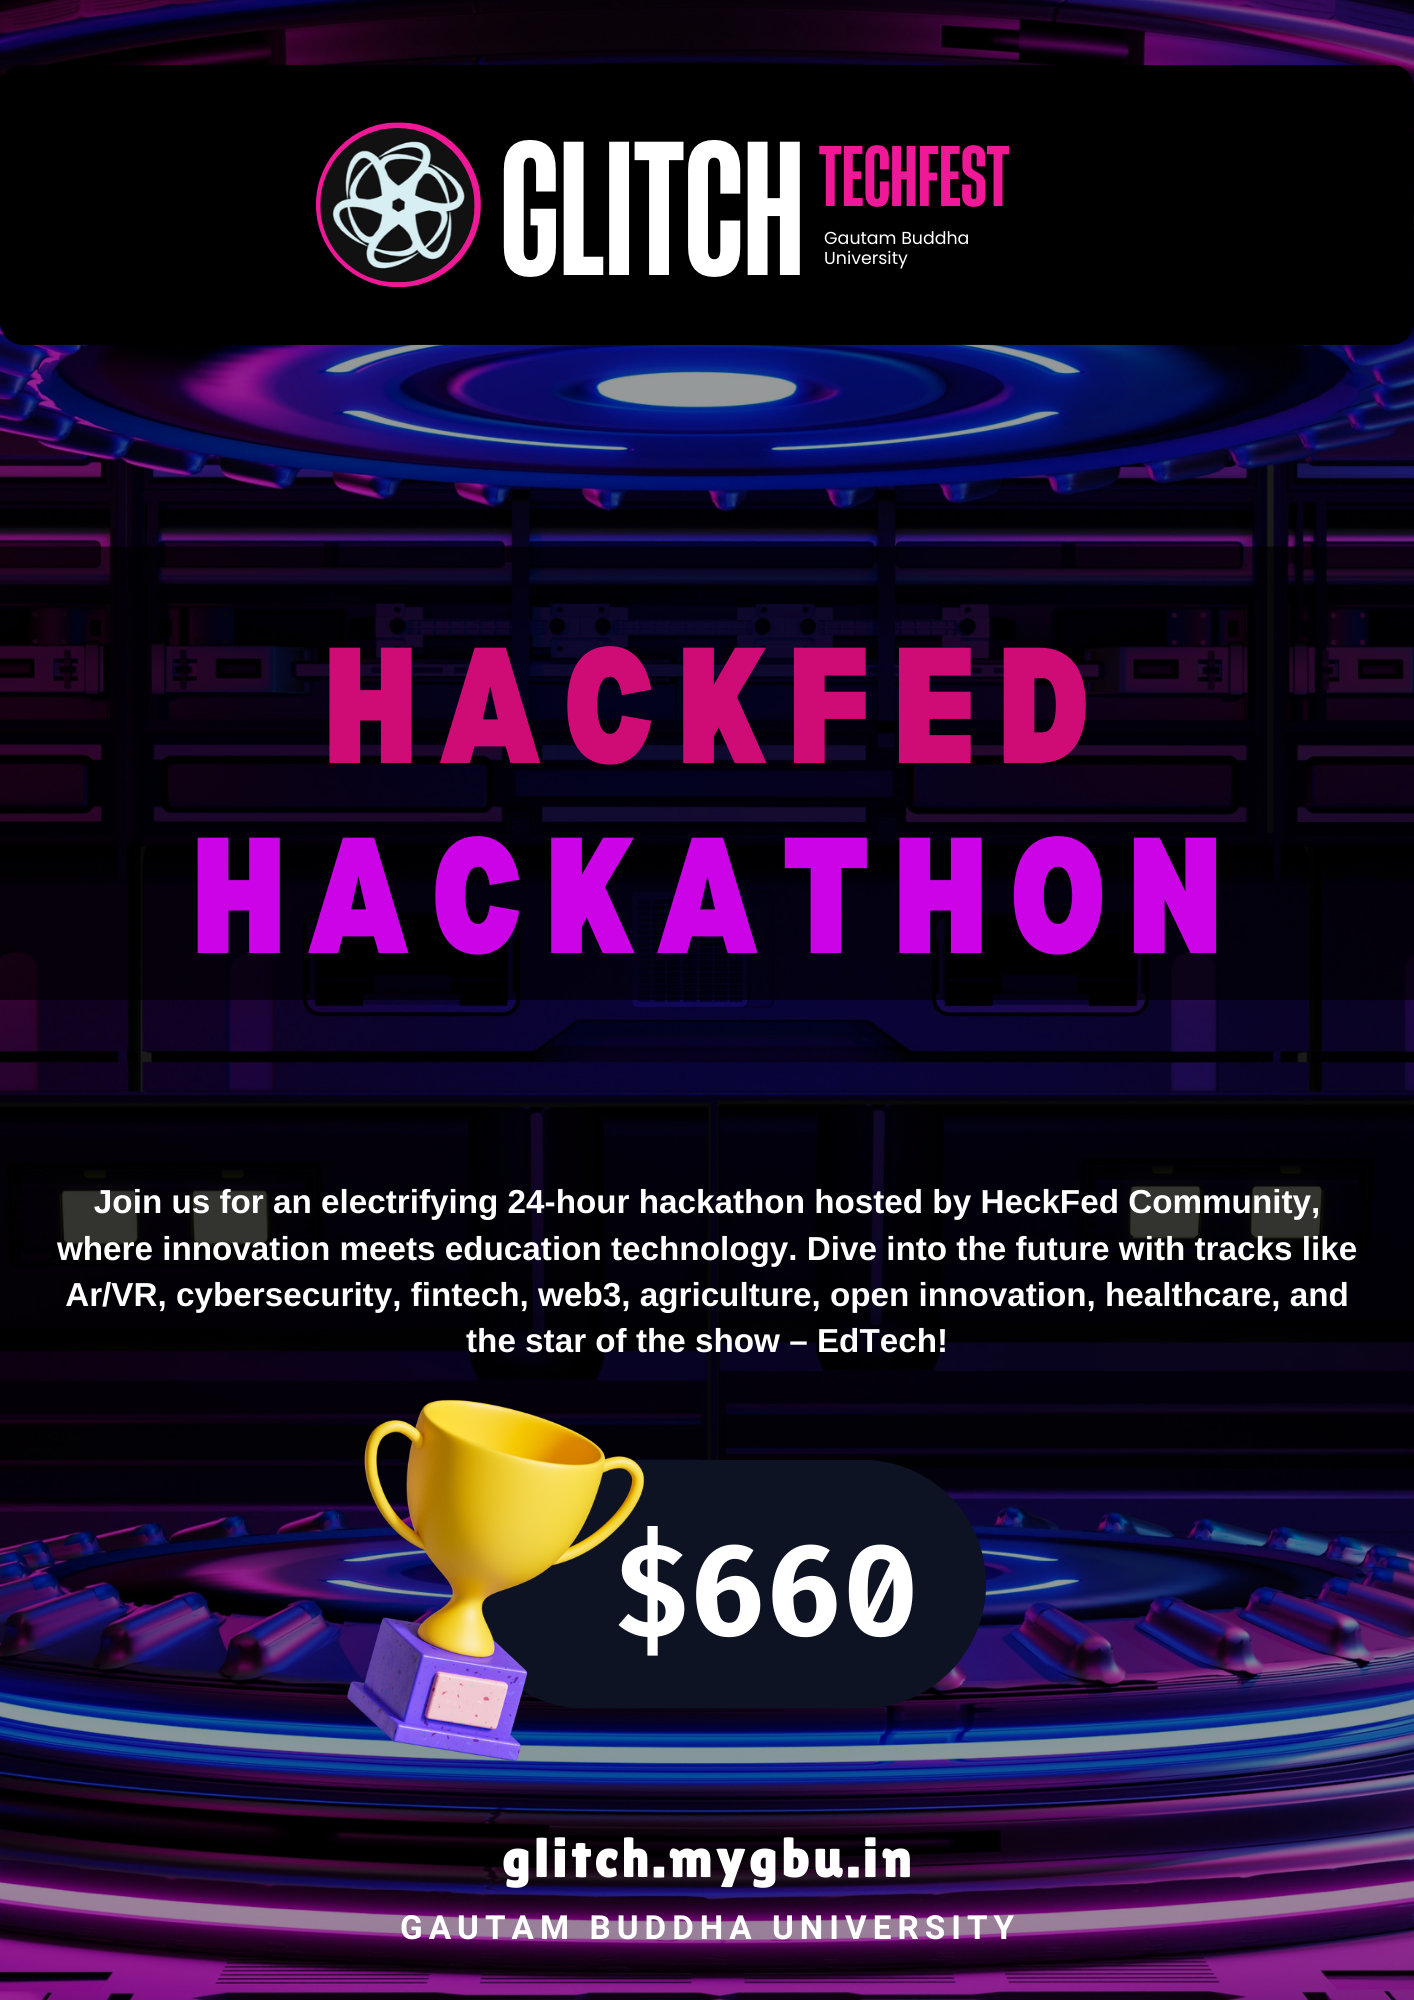 GLITCH
TECHFEST
Gautam Buddha
University
HACKFED
HACKATHON
Join us for an electrifying 24-hour hackathon hosted by HeckFed Community,
where innovation meets education technology. Dive into the future with tracks like
Ar/VR, cybersecurity, fintech, web3, agriculture, open innovation, healthcare, and
the star of the show – EdTech!
$660
glitch.mygbu.in
GAUTAM BUDDHA UNIVERSITY